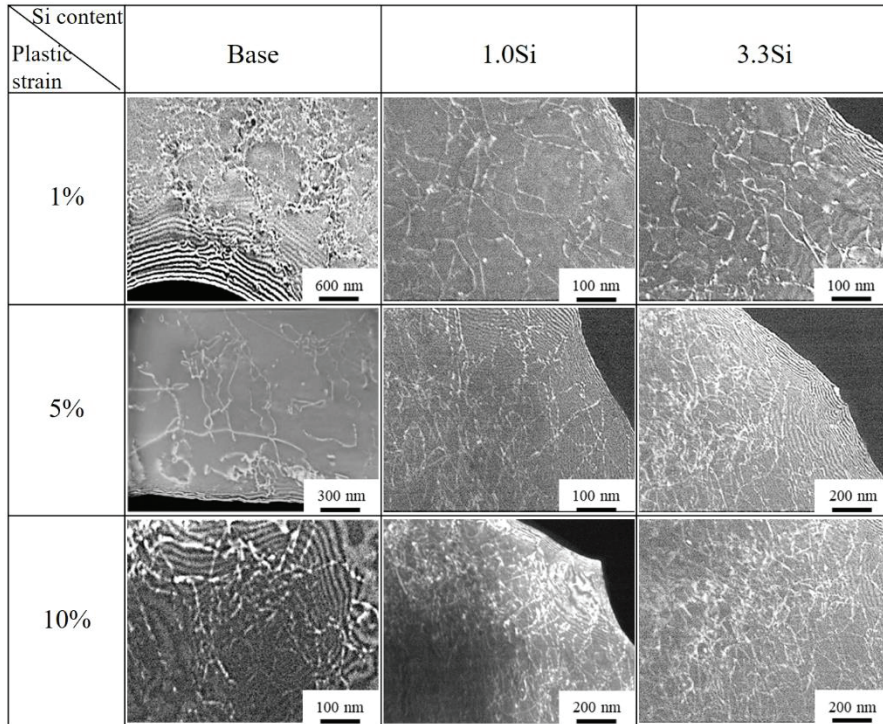 Si content
Plastic
strain
Base
1.0Si
3.3Si
1%
600 nm
100 nm
100 nm
5%
300 nm
100 nm
200 nm
10%
100 nm
200 nm
200 nm